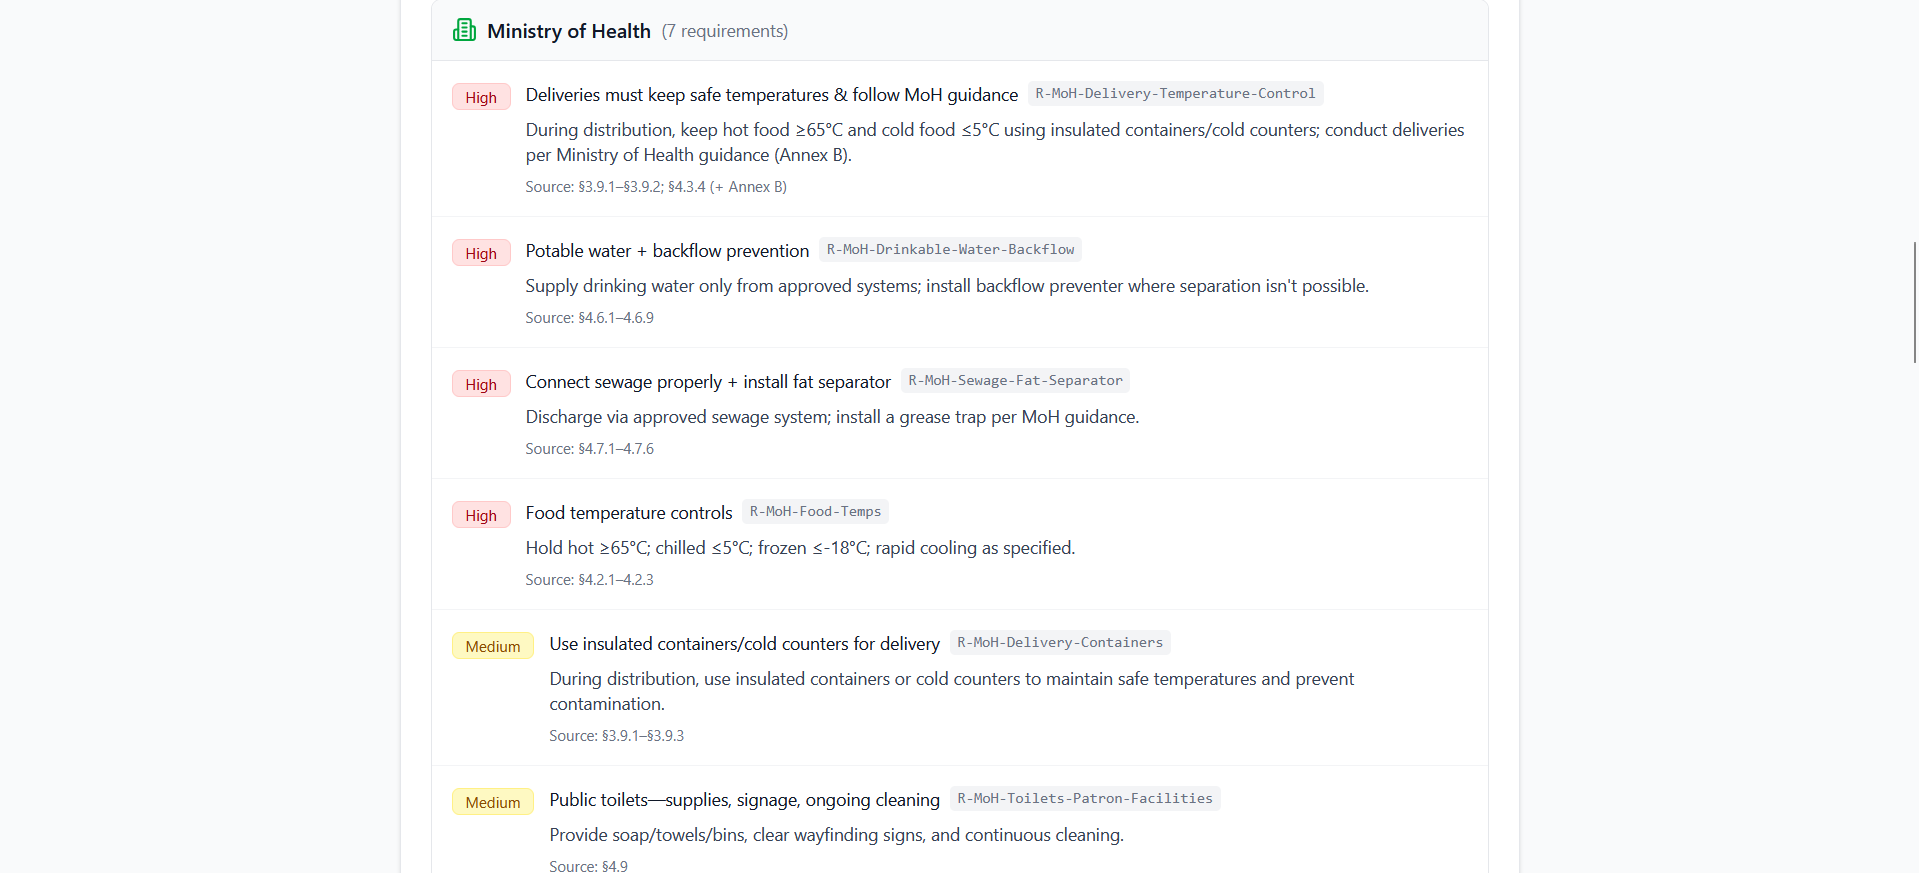 Ministry of Health (7 requirements)
High
Deliveries must keep safe temperatures & follow MoH guidance R-MoH-Delivery-Temperature-Control
During distribution, keep hot food ≥65°C and cold food ≤5°C using insulated containers/cold counters; conduct deliveries
per Ministry of Health guidance (Annex B).
Source: §3.9.1–§3.9.2; §4.3.4 (+ Annex B)
High
Potable water + backflow prevention R-MoH-Drinkable-Water-Backflow
Supply drinking water only from approved systems; install backflow preventer where separation isn't possible.
Source: §4.6.1–4.6.9
High
Connect sewage properly + install fat separator R-MoH-Sewage-Fat-Separator
Discharge via approved sewage system; install a grease trap per MoH guidance.
Source: §4.7.1–4.7.6
High
Food temperature controls R-MoH-Food-Temps
Hold hot ≥65°C; chilled ≤5°C; frozen ≤-18°C; rapid cooling as specified.
Source: §4.2.1–4.2.3
Medium
Use insulated containers/cold counters for delivery R-MoH-Delivery-Containers
During distribution, use insulated containers or cold counters to maintain safe temperatures and prevent
contamination.
Source: §3.9.1–§3.9.3
Medium
Public toilets—supplies, signage, ongoing cleaning R-MoH-Toilets-Patron-Facilities
Provide soap/towels/bins, clear wayfinding signs, and continuous cleaning.
Source: §4.9